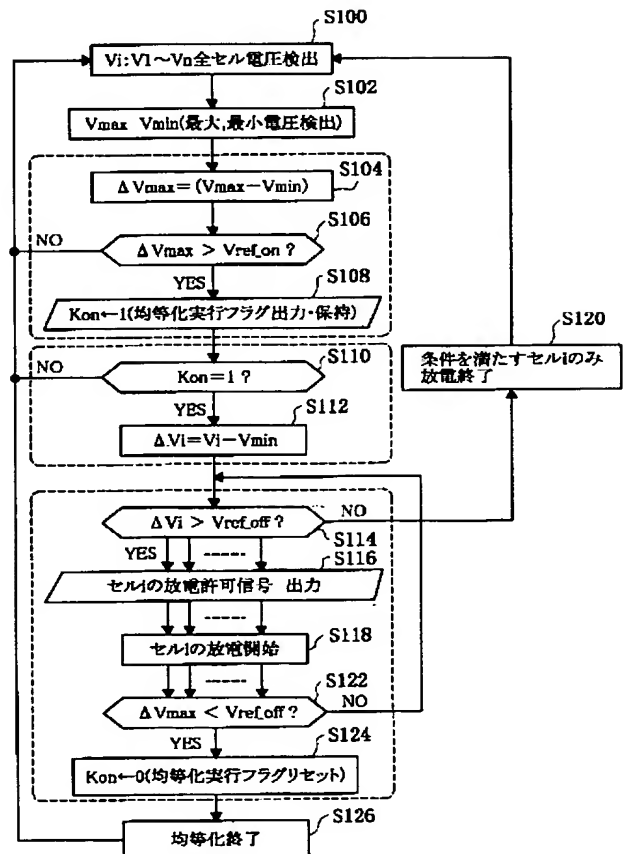 S100
Vi:V1～Vn全セル電圧検出
S102
Vmax Vmin(最大,最小電圧検出)
S104
ΔVmax=(Vmax−Vmin)
S106
NO
ΔVmax > Vref_on?
YES
S108
Kon←1(均等化実行フラグ出力・保持)
S110
NO
Kon=1?
YES
S112
ΔVi=Vi−Vmin
S120
条件を満たすセルiのみ
放電終了
ΔVi > Vref_off?
NO
S114
YES
S116
セルiの放電許可信号 出力
S118
セルiの放電開始
S122
ΔVmax < Vref_off?
NO
YES
S124
Kon←0(均等化実行フラグリセット)
S126
均等化終了